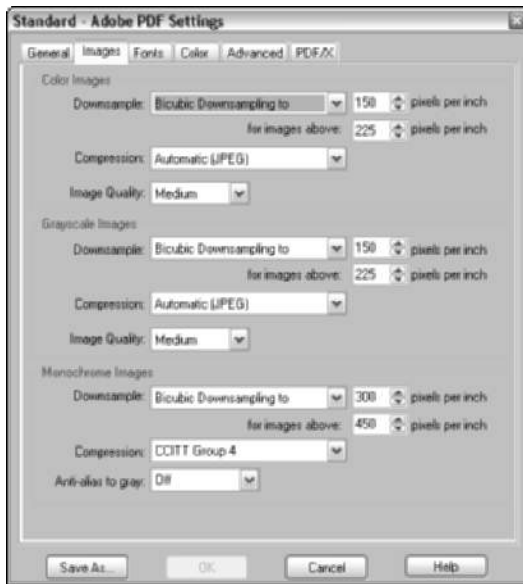 Standard - Adobe PDF Settings
General Images Fonts Color Advanced PDF/X
Color Images
Downsample: Bicubic Downsampling to 150 pixels per inch
for images above: 225 pixels per inch
Compression: Automatic (JPEG)
Image Quality: Medium
Grayscale Images
Downsample: Bicubic Downsampling to 150 pixels per inch
for images above: 225 pixels per inch
Compression: Automatic (JPEG)
Image Quality: Medium
Monochrome Images
Downsample: Bicubic Downsampling to 300 pixels per inch
for images above: 450 pixels per inch
Compression: CCITT Group 4
Anti-alias to gray: Off
Save As... OK Cancel Help